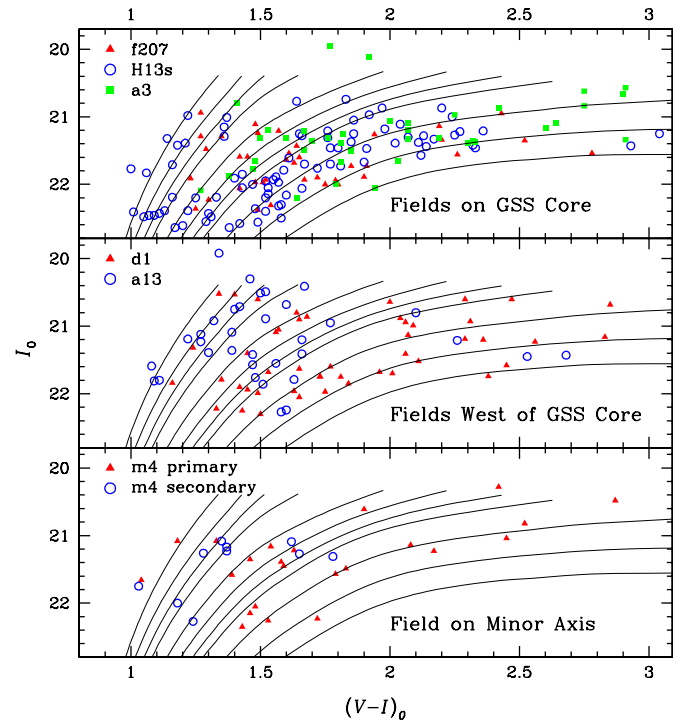 1 1.5 2 2.5 3
20
21
22
f207
H13s
a3
Fields on GSS Core
20
21
22
d1
a13
Fields West of GSS Core
I₀
20
21
22
m4 primary
m4 secondary
Field on Minor Axis
1 1.5 2 2.5 3
(V−I)₀